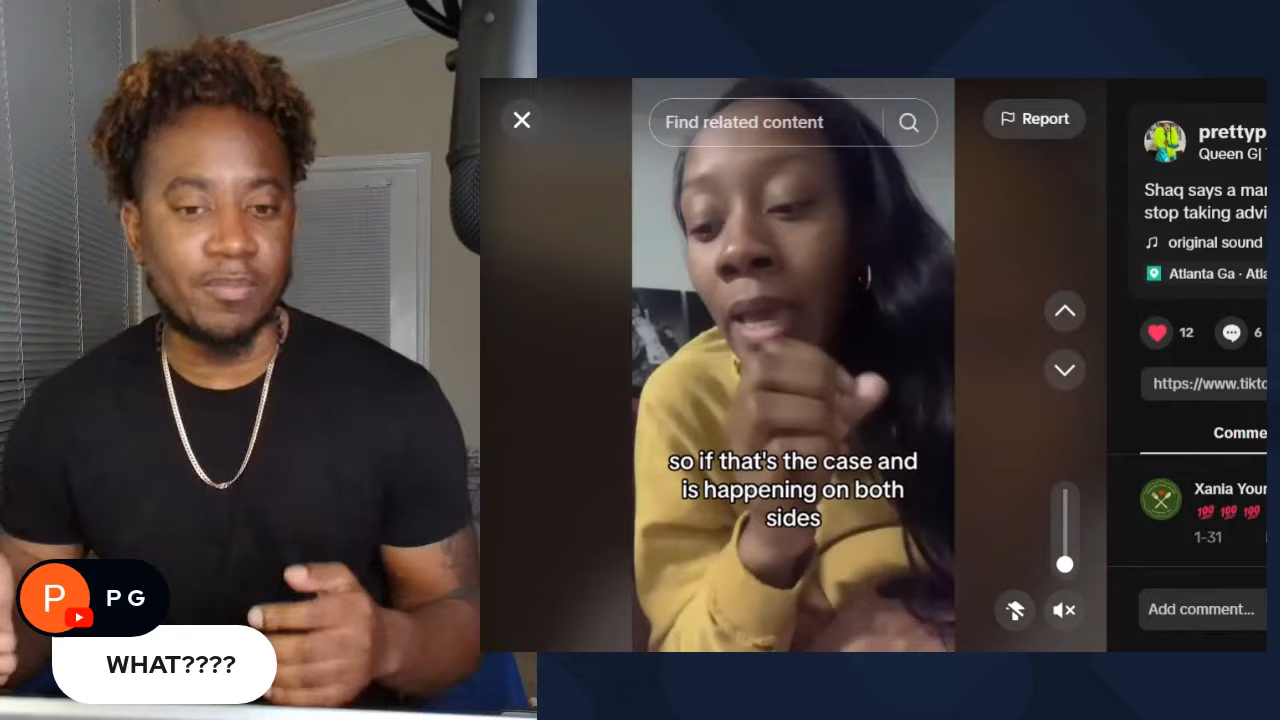 Find related content
Report
prettyp
Queen G|
Shaq says a mar
stop taking advi
original sound
Atlanta Ga · Atla
12
6
https://www.tikto
Comme
Xania Your
💯 💯 💯
1-31
Add comment...
so if that's the case and
is happening on both
sides
P
P G
WHAT????